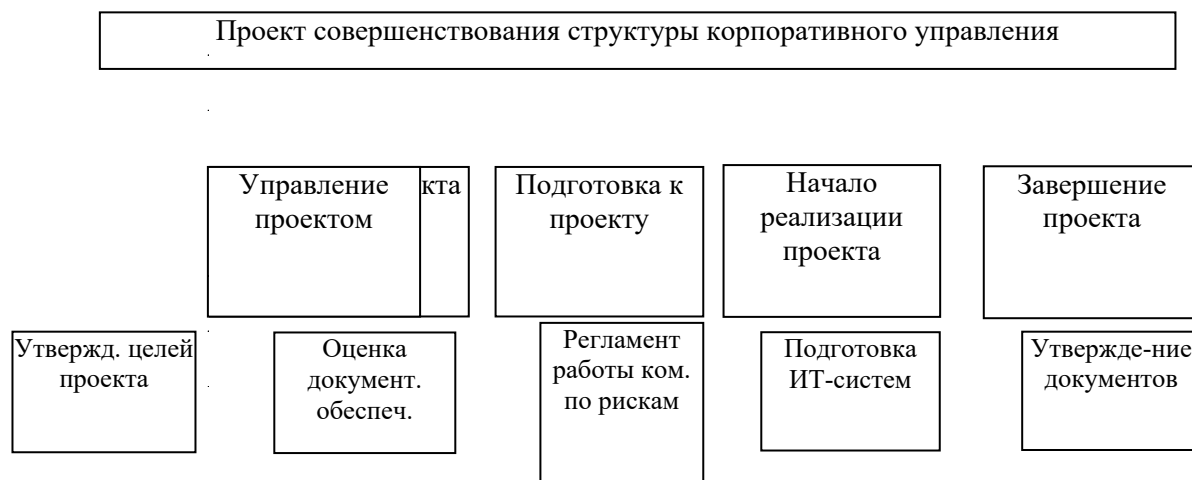 Проект совершенствования структуры корпоративного управления
Управление
проектом
кта
Подготовка к
проекту
Начало
реализации
проекта
Завершение
проекта
Утвержд. целей
проекта
Оценка
документ.
обеспеч.
Регламент
работы ком.
по рискам
Подготовка
ИТ-систем
Утвержде-ние
документов